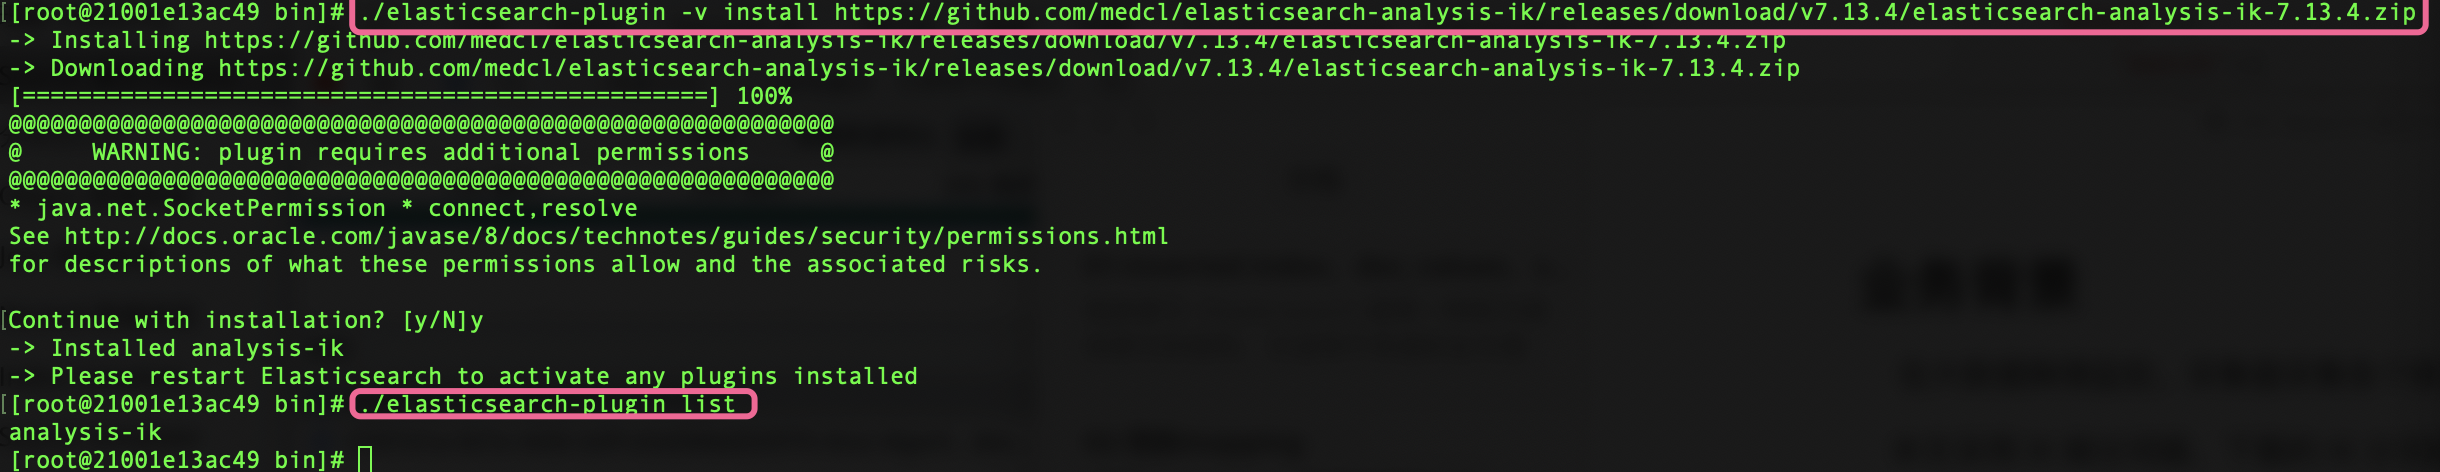 [[root@21001e13ac49 bin]# ./elasticsearch-plugin -v install https://github.com/medcl/elasticsearch-analysis-ik/releases/download/v7.13.4/elasticsearch-analysis-ik-7.13.4.zip
-> Installing https://github.com/medcl/elasticsearch-analysis-ik/releases/download/v7.13.4/elasticsearch-analysis-ik-7.13.4.zip
-> Downloading https://github.com/medcl/elasticsearch-analysis-ik/releases/download/v7.13.4/elasticsearch-analysis-ik-7.13.4.zip
[=================================================] 100%
@@@@@@@@@@@@@@@@@@@@@@@@@@@@@@@@@@@@@@@@@@@@@@@@@@@@@@@@@@@
@     WARNING: plugin requires additional permissions     @
@@@@@@@@@@@@@@@@@@@@@@@@@@@@@@@@@@@@@@@@@@@@@@@@@@@@@@@@@@@
* java.net.SocketPermission * connect,resolve
See http://docs.oracle.com/javase/8/docs/technotes/guides/security/permissions.html
for descriptions of what these permissions allow and the associated risks.
[Continue with installation? [y/N]y
-> Installed analysis-ik
-> Please restart Elasticsearch to activate any plugins installed
[[root@21001e13ac49 bin]# ./elasticsearch-plugin list
analysis-ik
[root@21001e13ac49 bin]#